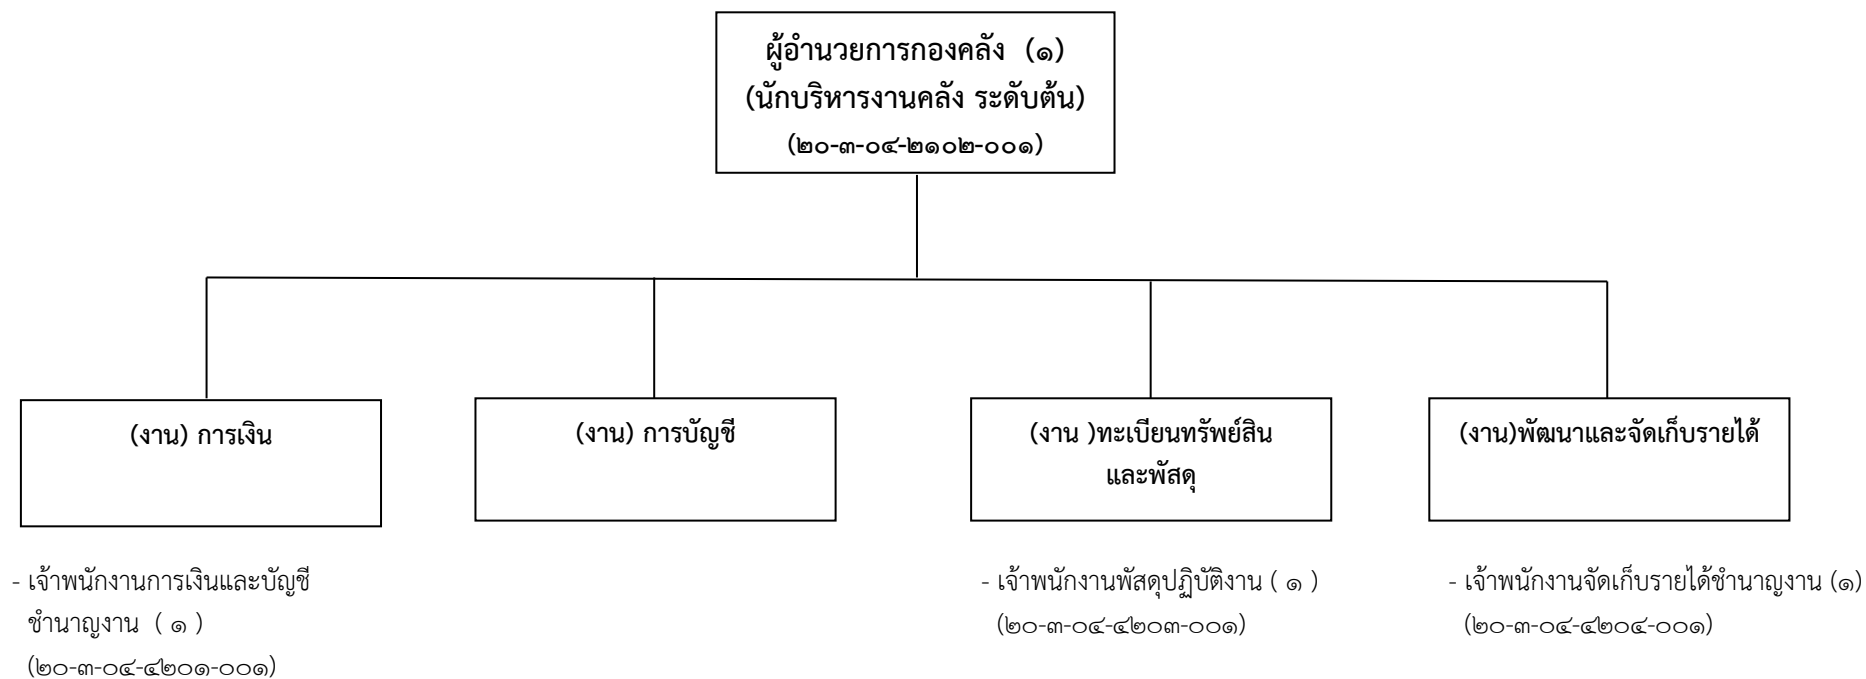 ผู้อำนวยการกองคลัง (๑)
(นักบริหารงานคลัง ระดับต้น)
(๒๐-๓-๐๔-๒๑๐๒-๐๐๑)
(งาน) การเงิน
(งาน) การบัญชี
(งาน )ทะเบียนทรัพย์สิน
และพัสดุ
(งาน)พัฒนาและจัดเก็บรายได้
- เจ้าพนักงานการเงินและบัญชี
ชำนาญงาน ( ๑ )
(๒๐-๓-๐๔-๔๒๐๑-๐๐๑)
- เจ้าพนักงานพัสดุปฏิบัติงาน ( ๑ )
(๒๐-๓-๐๔-๔๒๐๓-๐๐๑)
- เจ้าพนักงานจัดเก็บรายได้ชำนาญงาน (๑)
(๒๐-๓-๐๔-๔๒๐๔-๐๐๑)